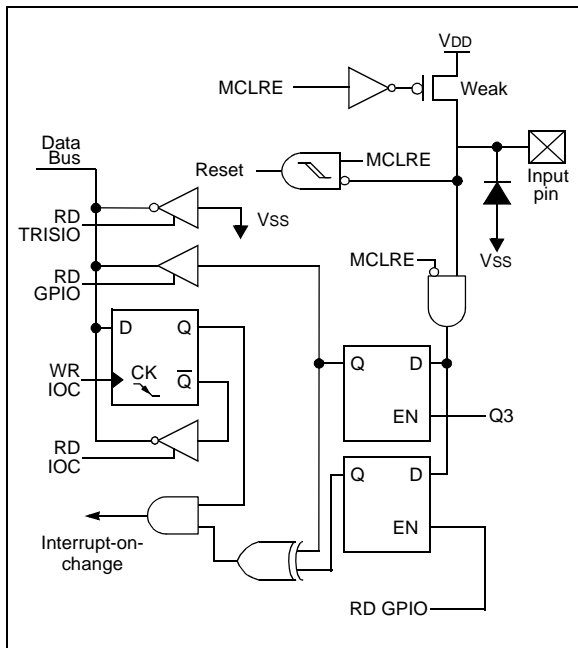 VDD
MCLRE
Weak
Data
Bus
Reset
MCLRE
Input
pin
RD
TRISIO
VSS
VSS
RD
GPIO
MCLRE
D
Q
Q
D
WR
IOC
CK
Q
EN
Q3
RD
IOC
Q
D
EN
Interrupt-on-
change
RD GPIO